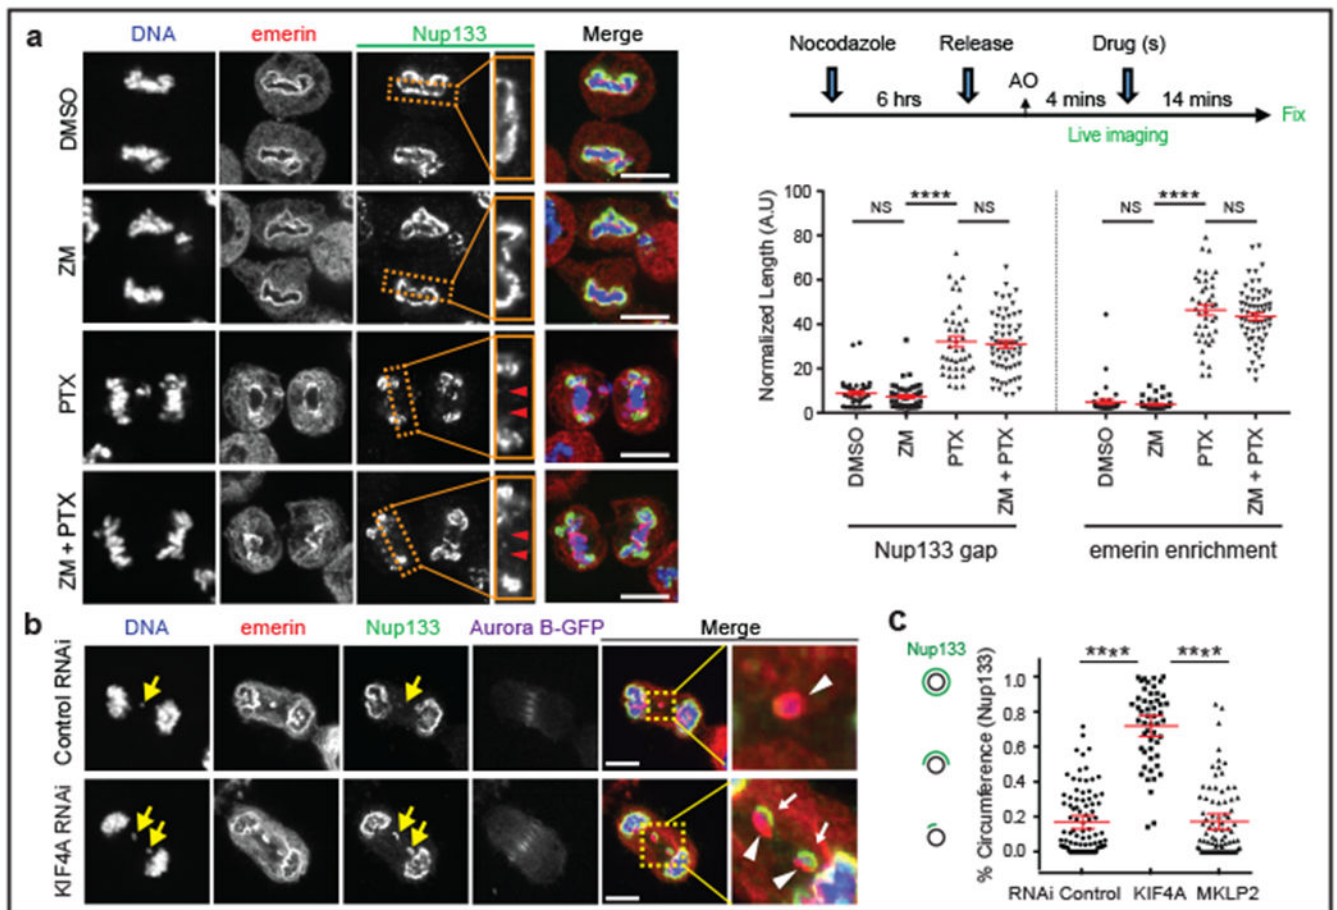 a
DNA emerin Nup133 Merge
DMSO
ZM
PTX
ZM + PTX
Nocodazole Release Drug (s)
AO
6 hrs 4 mins 14 mins
Fix
Live imaging
Normalized Length (A.U)
100
80
60
40
20
0
NS **** NS NS **** NS
DMSO ZM PTX ZM + PTX DMSO ZM PTX ZM + PTX
Nup133 gap emerin enrichment
b
DNA emerin Nup133 Aurora B-GFP Merge
Control RNAi
KIF4A RNAi
c
Nup133
% Circumference (Nup133)
1.0
0.8
0.6
0.4
0.2
0.0
**** ****
RNAi Control KIF4A MKLP2